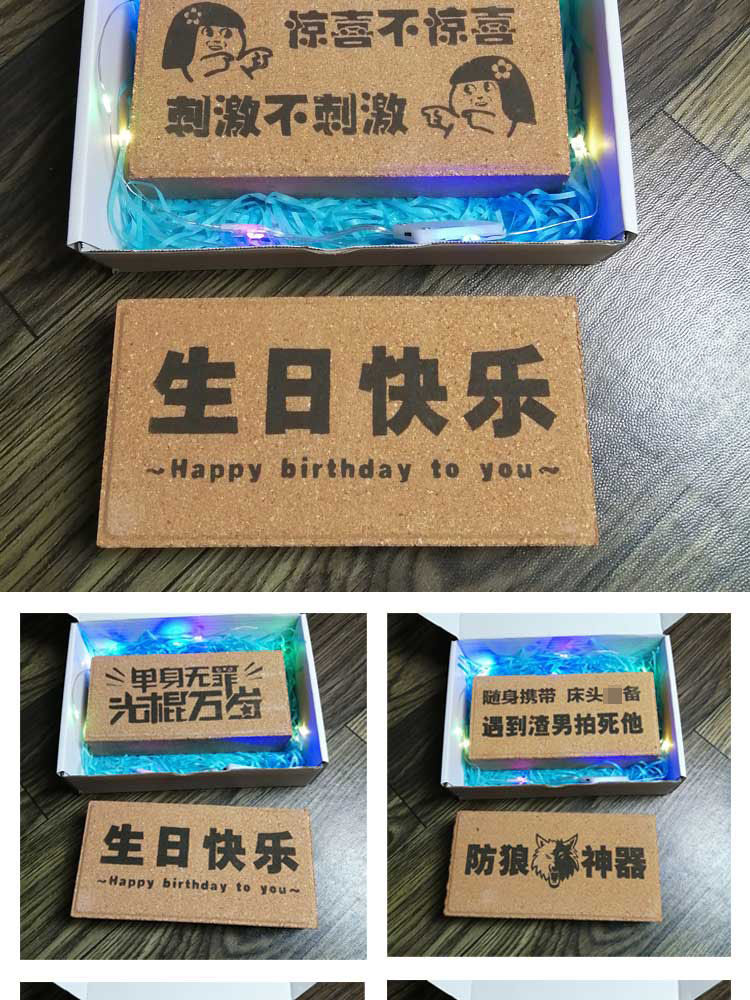 惊喜不惊喜
刺激不刺激
生日快乐
~Happy birthday to you~
单身无罪
光棍万岁
生日快乐
~Happy birthday to you~
随身携带 床头 备
遇到渣男拍死他
防狼 神器